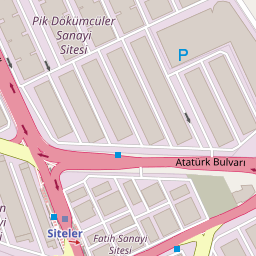 Pik Dökümcüler
Sanayi
Sitesi
P
Atatürk Bulvarı
Siteler
Fatih Sanayi
Sitesi